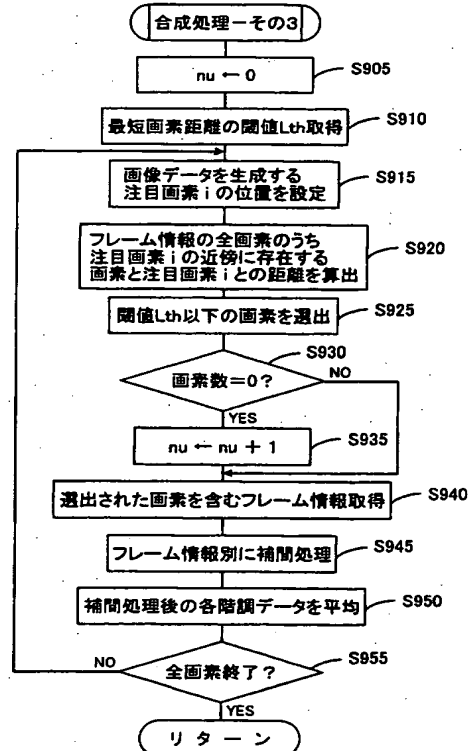 合成処理－その3
nu ← 0
S905
最短画素距離の閾値Lth取得
S910
画像データを生成する
注目画素iの位置を設定
S915
フレーム情報の全画素のうち
注目画素iの近傍に存在する
画素と注目画素iとの距離を算出
S920
閾値Lth以下の画素を選出
S925
S930
画素数=0?
NO
YES
nu ← nu + 1
S935
選出された画素を含むフレーム情報取得
S940
フレーム情報別に補間処理
S945
補間処理後の各階調データを平均
S950
NO
全画素終了?
S955
YES
リターン